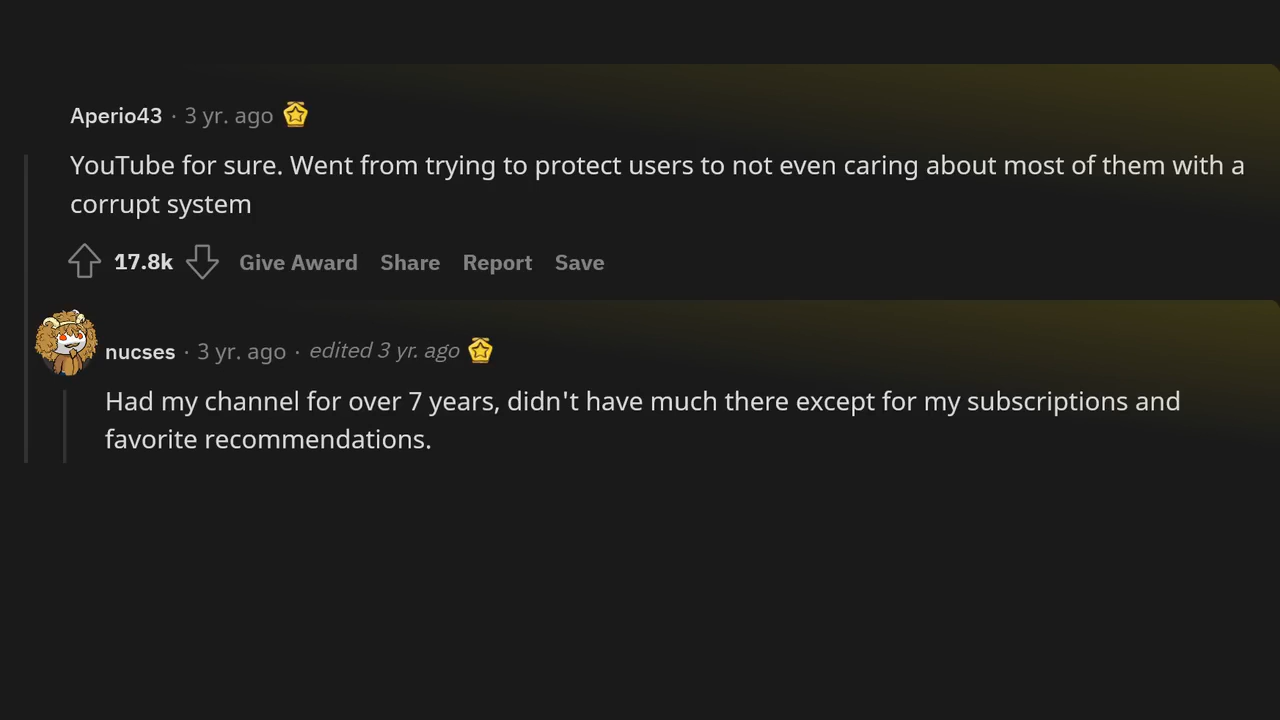 Aperio43 · 3 yr. ago
YouTube for sure. Went from trying to protect users to not even caring about most of them with a
corrupt system
17.8k Give Award Share Report Save
nucses · 3 yr. ago · edited 3 yr. ago
Had my channel for over 7 years, didn't have much there except for my subscriptions and
favorite recommendations.